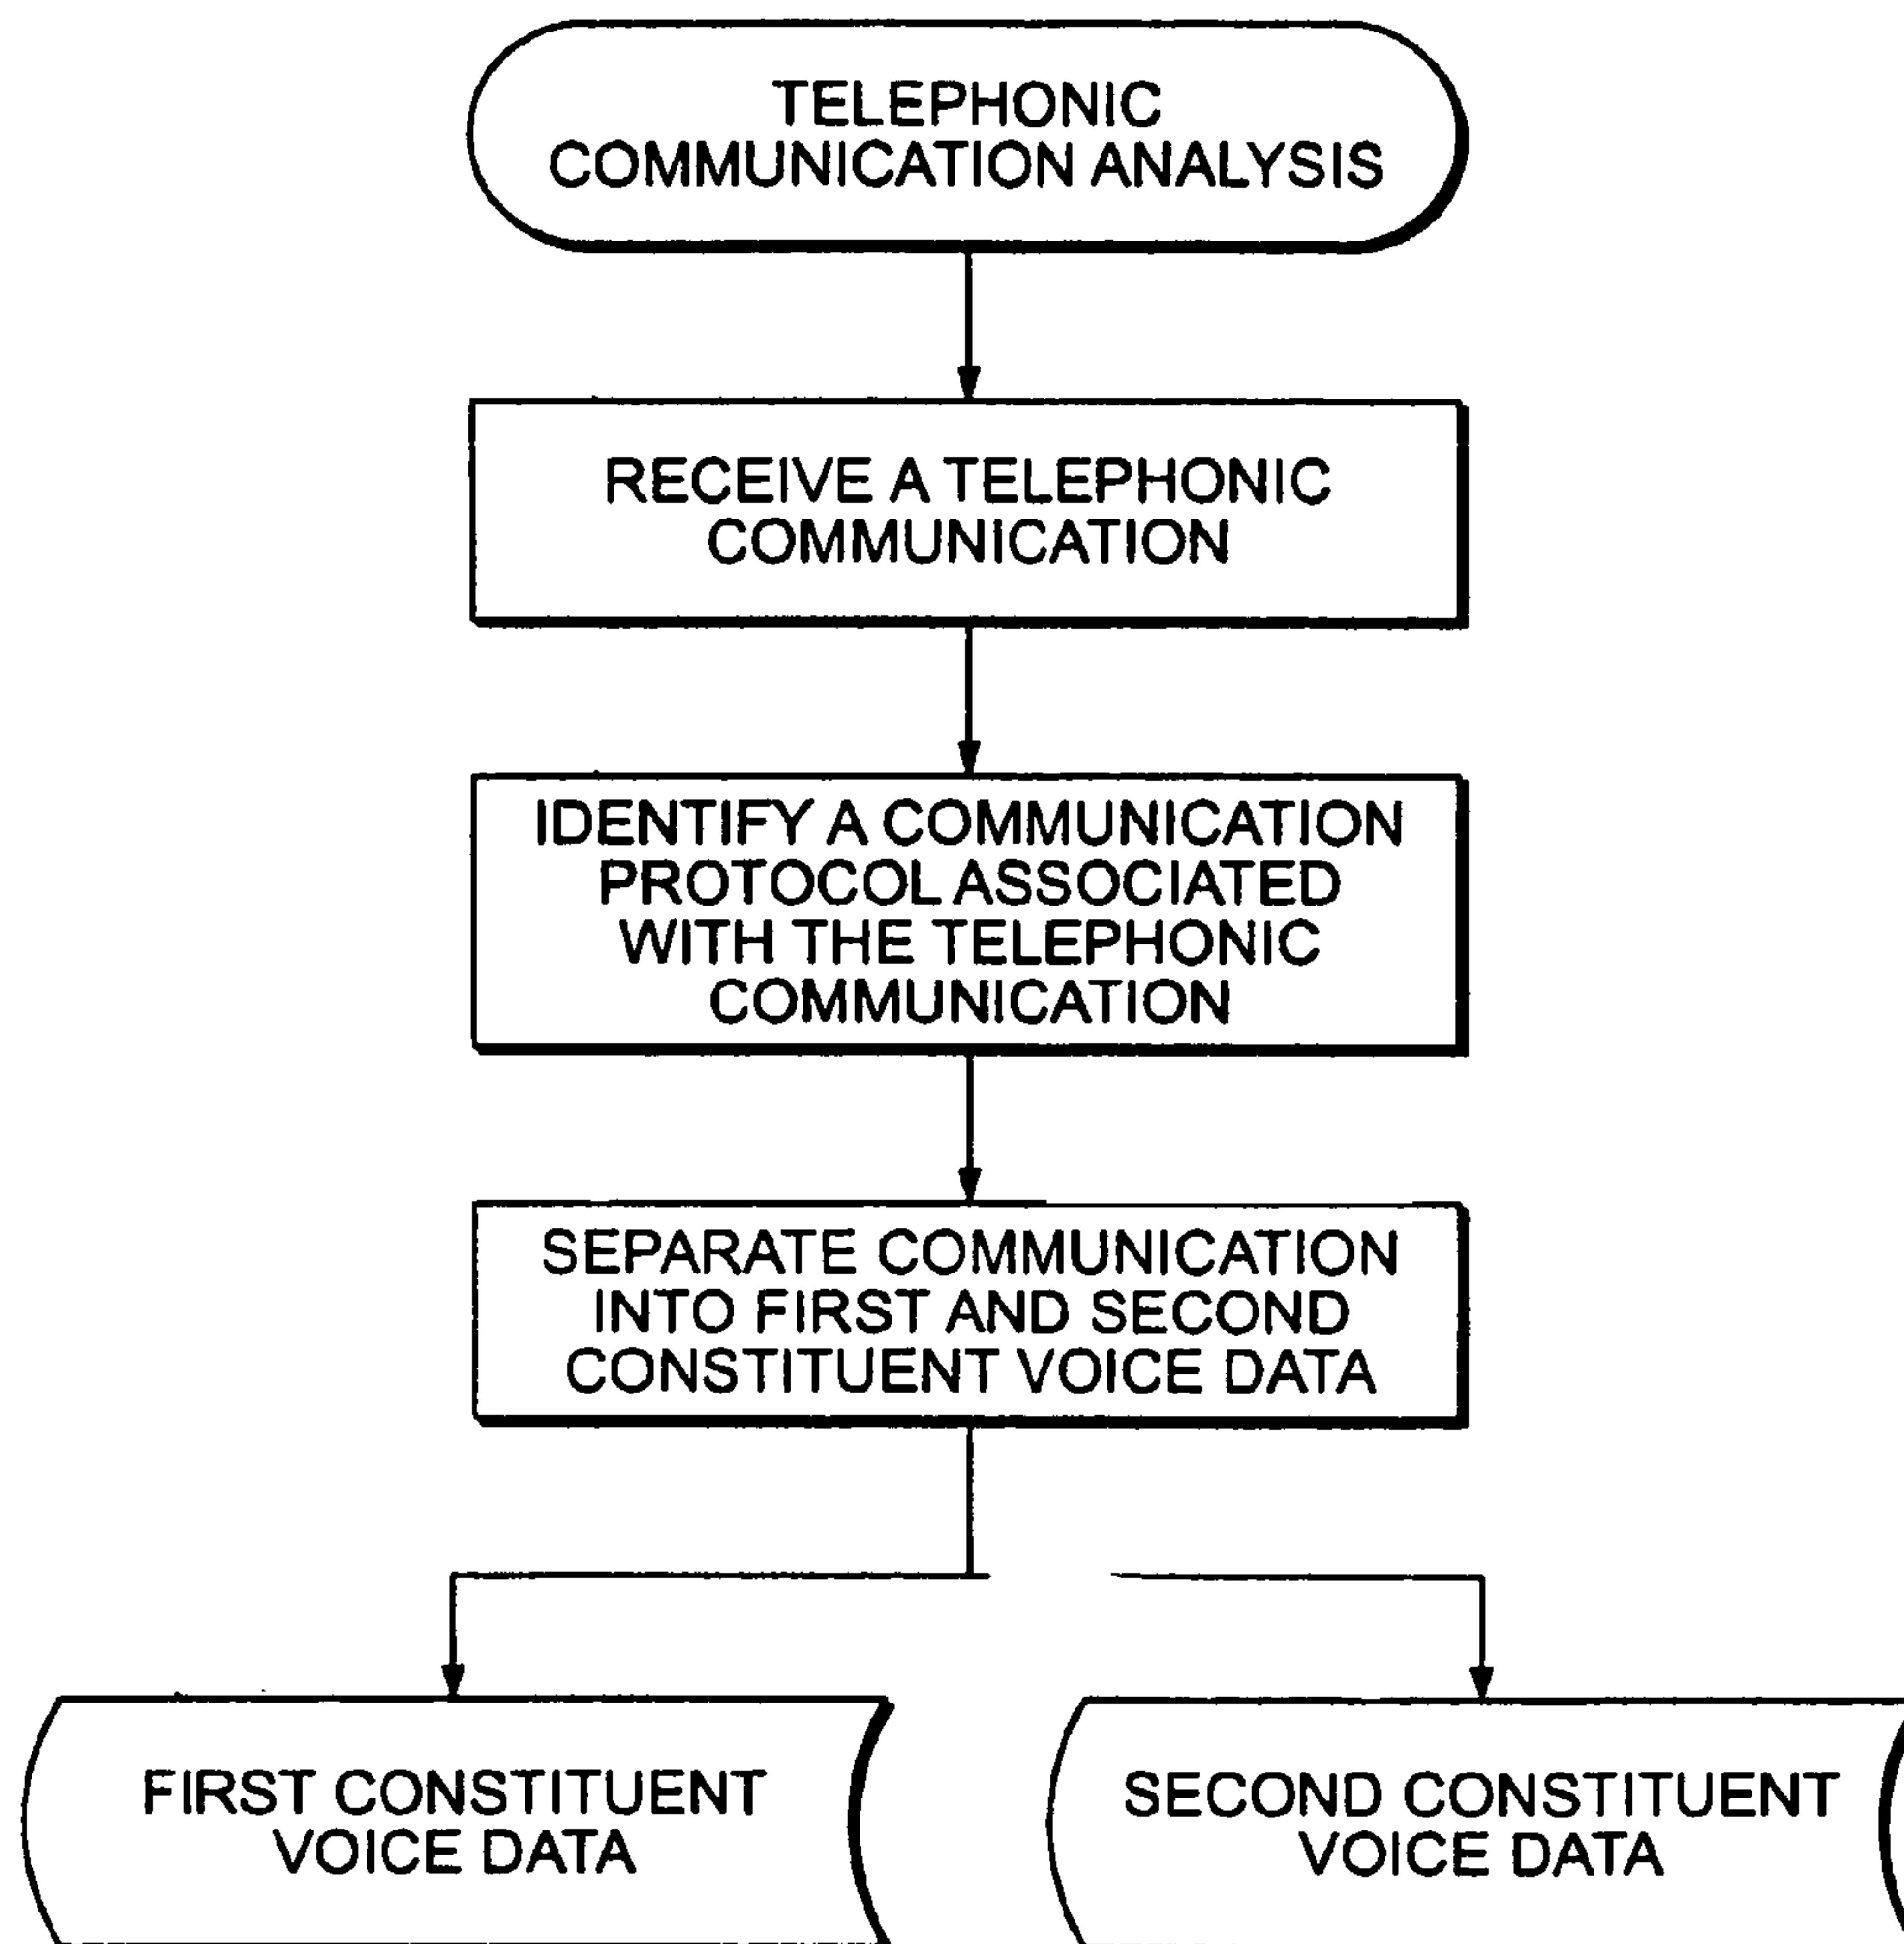 TELEPHONIC
COMMUNICATION ANALYSIS
RECEIVE A TELEPHONIC
COMMUNICATION
IDENTIFY A COMMUNICATION
PROTOCOL ASSOCIATED
WITH THE TELEPHONIC
COMMUNICATION
SEPARATE COMMUNICATION
INTO FIRST AND SECOND
CONSTITUENT VOICE DATA
FIRST CONSTITUENT
VOICE DATA
SECOND CONSTITUENT
VOICE DATA